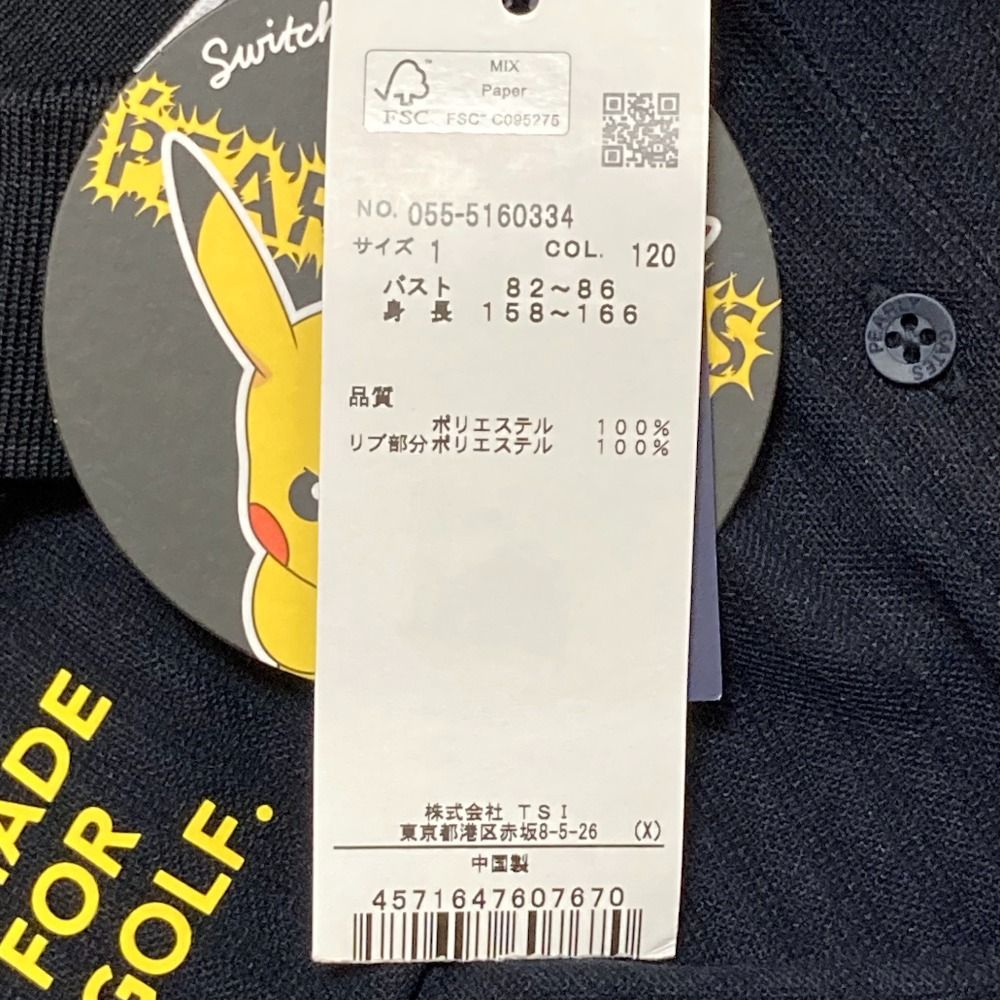 Switch
PEAR
S
MIX
Paper
FSC
FSC™ C095275
NO. 055-5160334
サイズ 1 COL. 120
バスト 82～86
身長 158～166
品質
ポリエステル 100%
リブ部分ポリエステル 100%
株式会社 TSI
東京都港区赤坂8-5-26 (X)
中国製
4571647607670
PEARLY GATES
ADE
FOR
GOLF.